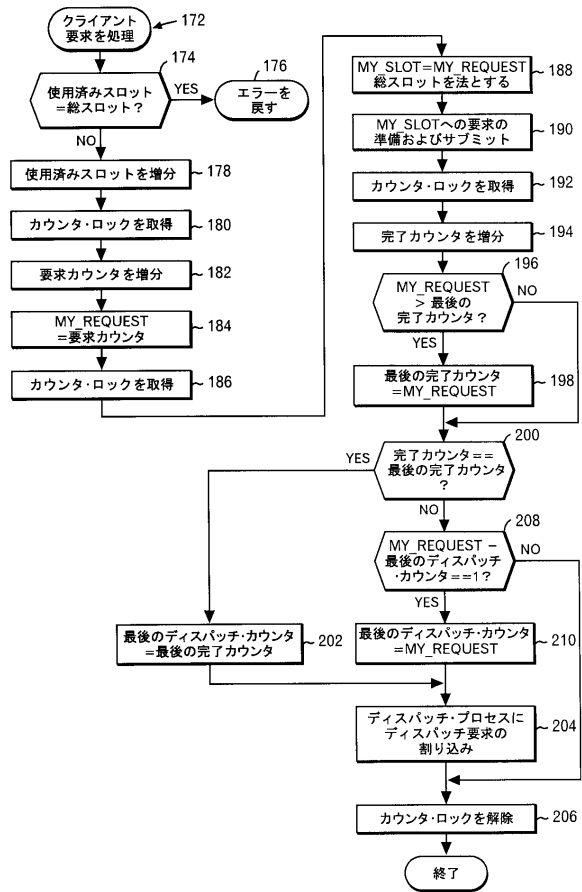 クライアント
要求を処理
172
174
使用済みスロット
=総スロット?
YES
176
エラーを
戻す
NO
使用済みスロットを増分
178
カウンタ・ロックを取得
180
要求カウンタを増分
182
MY_REQUEST
=要求カウンタ
184
カウンタ・ロックを取得
186
MY_SLOT=MY_REQUEST
総スロットを法とする
188
MY_SLOTへの要求の
準備およびサブミット
190
カウンタ・ロックを取得
192
完了カウンタを増分
194
196
MY_REQUEST
> 最後の
完了カウンタ?
NO
YES
最後の完了カウンタ
=MY_REQUEST
198
200
完了カウンタ==
最後の完了カウンタ
?
YES
NO
208
MY_REQUEST −
最後のディスパッチ
・カウンタ==1?
NO
YES
最後のディスパッチ・カウンタ
=最後の完了カウンタ
202
最後のディスパッチ・カウンタ
=MY_REQUEST
210
ディスパッチ・プロセスに
ディスパッチ要求の
割り込み
204
カウンタ・ロックを解除
206
終了